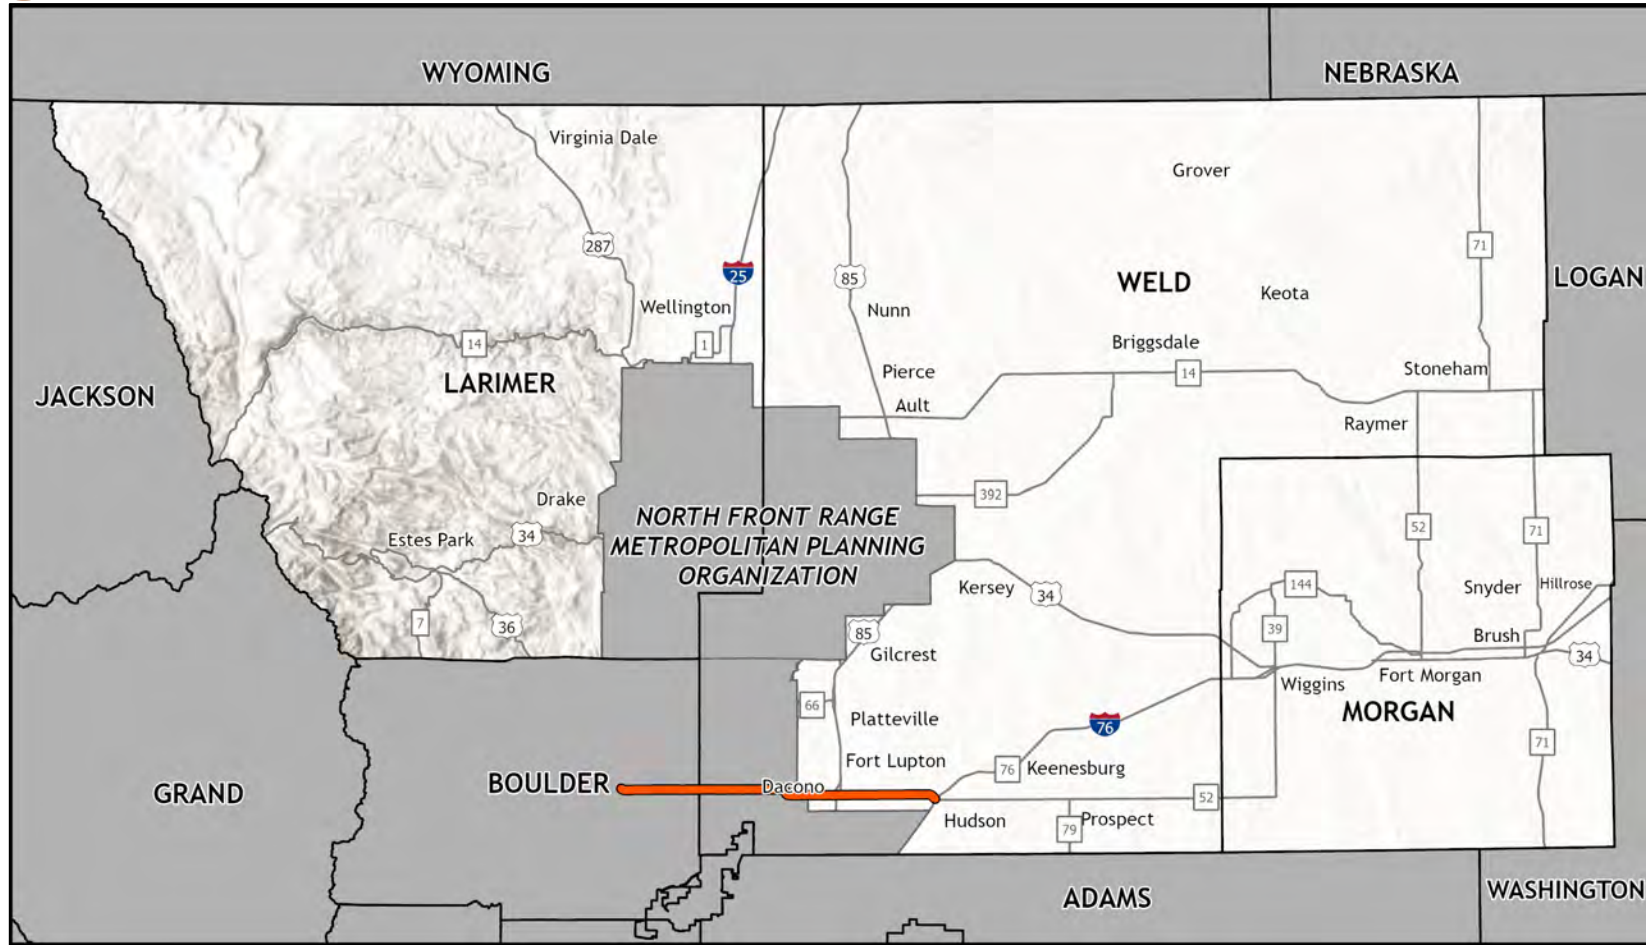 WYOMING
NEBRASKA
Virginia Dale
Grover
287
25
85
71
WELD
LOGAN
Wellington
Nunn
Keota
1
14
Briggsdale
LARIMER
Pierce
14
Stoneham
JACKSON
Ault
Raymer
Drake
392
NORTH FRONT RANGE
METROPOLITAN PLANNING
ORGANIZATION
Estes Park
34
52
71
Kersey
34
144
Snyder
Hillrose
7
36
85
39
Brush
Gilcrest
34
Wiggins
Fort Morgan
66
Platteville
76
MORGAN
71
Fort Lupton
76
Keenesburg
BOULDER
Dacono
GRAND
52
Hudson
79
Prospect
ADAMS
WASHINGTON